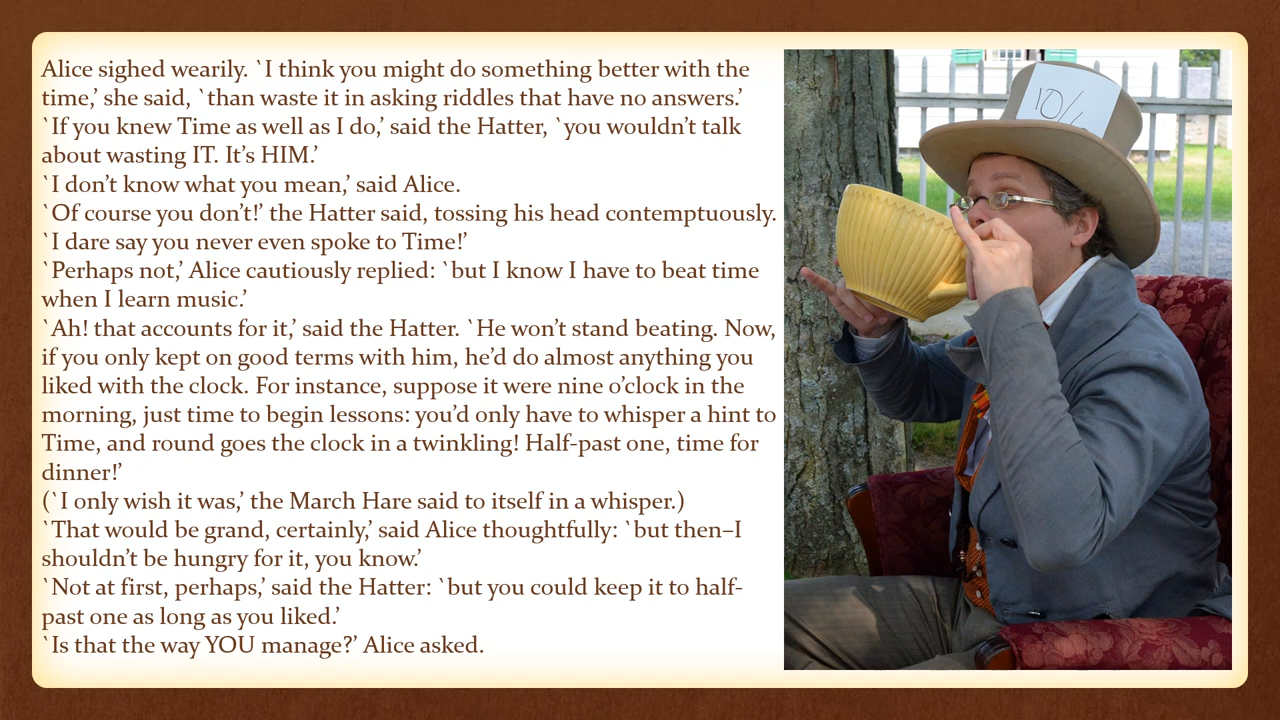 Alice sighed wearily. `I think you might do something better with the
time,’ she said, `than waste it in asking riddles that have no answers.’
`If you knew Time as well as I do,’ said the Hatter, `you wouldn’t talk
about wasting IT. It’s HIM.’
`I don’t know what you mean,’ said Alice.
`Of course you don’t!’ the Hatter said, tossing his head contemptuously.
`I dare say you never even spoke to Time!’
`Perhaps not,’ Alice cautiously replied: `but I know I have to beat time
when I learn music.’
`Ah! that accounts for it,’ said the Hatter. `He won’t stand beating. Now,
if you only kept on good terms with him, he’d do almost anything you
liked with the clock. For instance, suppose it were nine o’clock in the
morning, just time to begin lessons: you’d only have to whisper a hint to
Time, and round goes the clock in a twinkling! Half-past one, time for
dinner!’
(`I only wish it was,’ the March Hare said to itself in a whisper.)
`That would be grand, certainly,’ said Alice thoughtfully: `but then–I
shouldn’t be hungry for it, you know.’
`Not at first, perhaps,’ said the Hatter: `but you could keep it to half-
past one as long as you liked.’
`Is that the way YOU manage?’ Alice asked.
10/